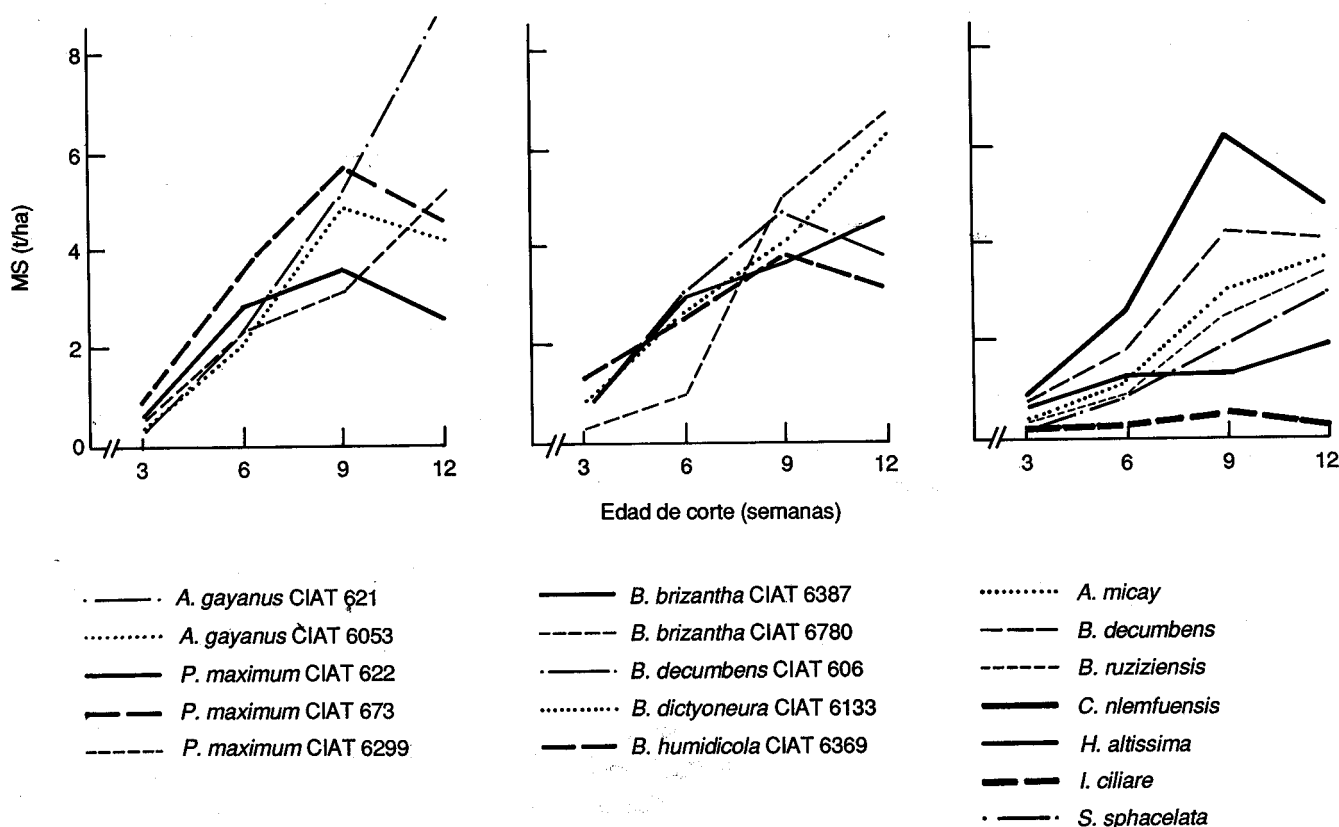 MS (t/ha)
8
6
4
2
0
3 6 9 12
3 6 9 12
3 6 9 12
Edad de corte (semanas)
A. gayanus CIAT 621
A. gayanus CIAT 6053
P. maximum CIAT 622
P. maximum CIAT 673
P. maximum CIAT 6299
B. brizantha CIAT 6387
B. brizantha CIAT 6780
B. decumbens CIAT 606
B. dictyoneura CIAT 6133
B. humidicola CIAT 6369
A. micay
B. decumbens
B. ruziziensis
C. nlemfuensis
H. altissima
I. ciliare
S. sphacelata